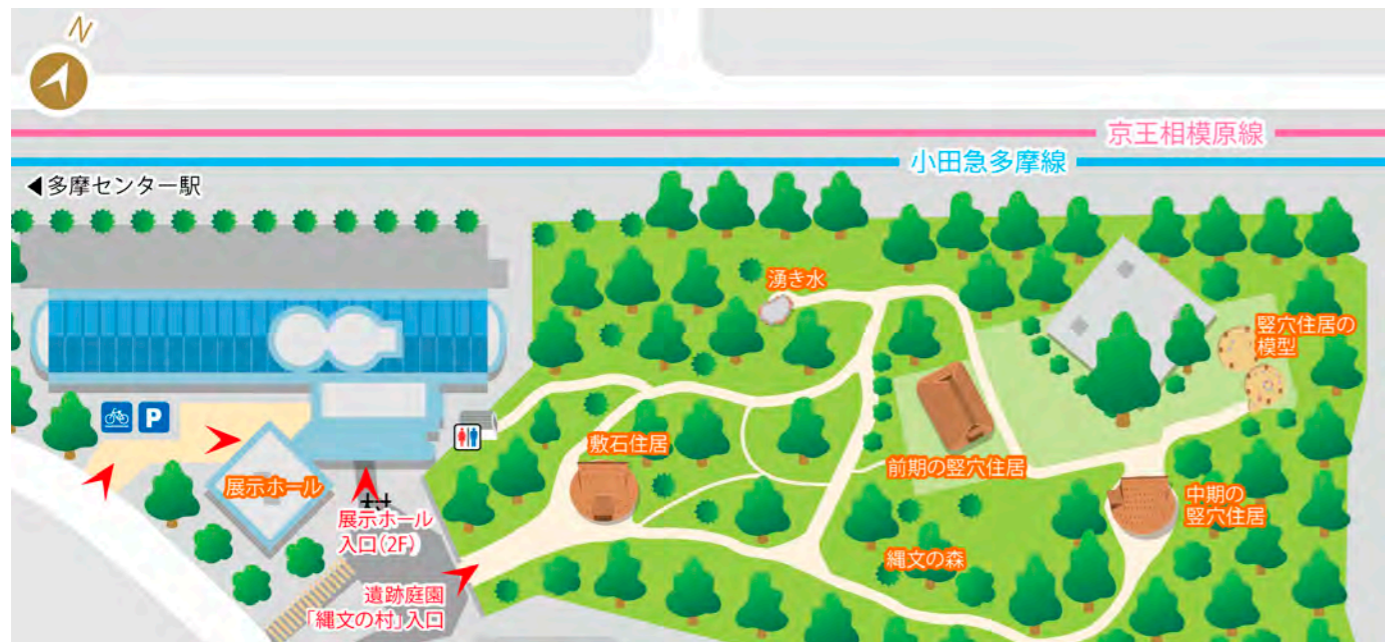 N
京王相模原線
小田急多摩線
◀多摩センター駅
湧き水
竪穴住居の
模型
P
敷石住居
前期の竪穴住居
展示ホール
中期の
竪穴住居
展示ホール
入口(2F)
縄文の森
遺跡庭園
「縄文の村」入口